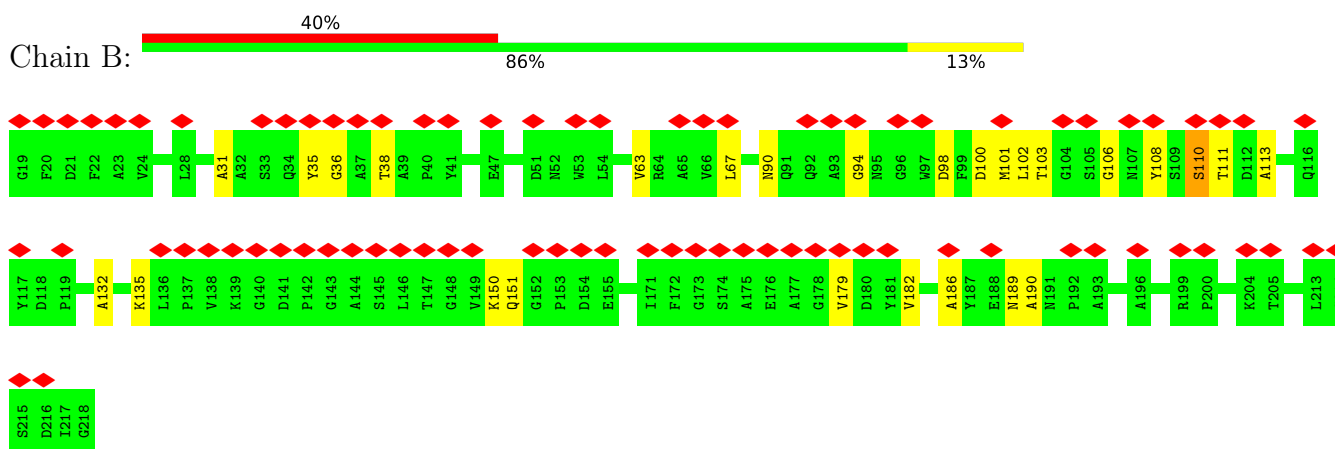 40%
Chain B:
86% 13%
G19 F20 D21 F22 A23 V24 L28 A31 A32 S33 Q34 Y35 G36 A37 T38 A39 P40 Y41 E47 D51 N52 W53 L54 V63 R64 A65 V66 L67 N90 Q91 Q92 A93 G94 N95 G96 W97 D98 F99 D100 M101 L102 T103 G104 S105 G106 N107 Y108 S109 S110 T111 D112 A113 Q116
Y117 D118 P119 A132 K135 L136 P137 V138 K139 G140 D141 P142 G143 A144 S145 L146 T147 G148 V149 K150 Q151 G152 P153 D154 E155 I171 F172 G173 S174 A175 E176 A177 G178 V179 D180 Y181 V182 A186 Y187 E188 N189 A190 N191 P192 A193 A196 R199 P200 K204 T205 L213
S215 D216 I217 G218